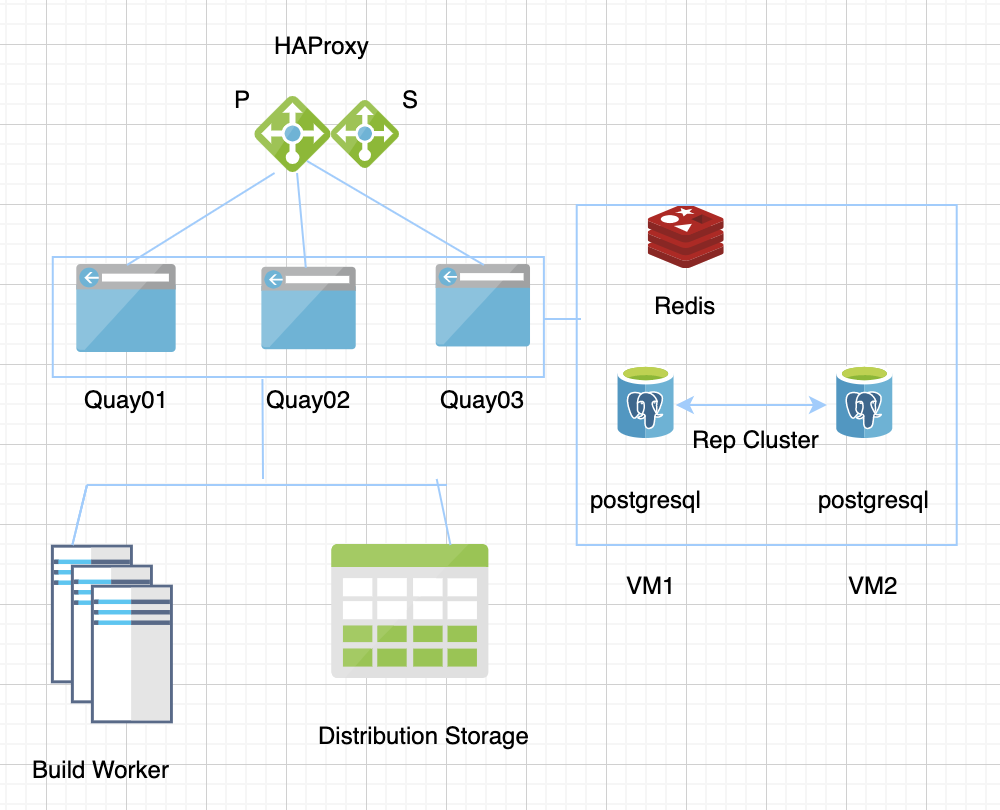 HAProxy
P
S
Redis
Quay01
Quay02
Quay03
Rep Cluster
postgresql
postgresql
VM1
VM2
Distribution Storage
Build Worker